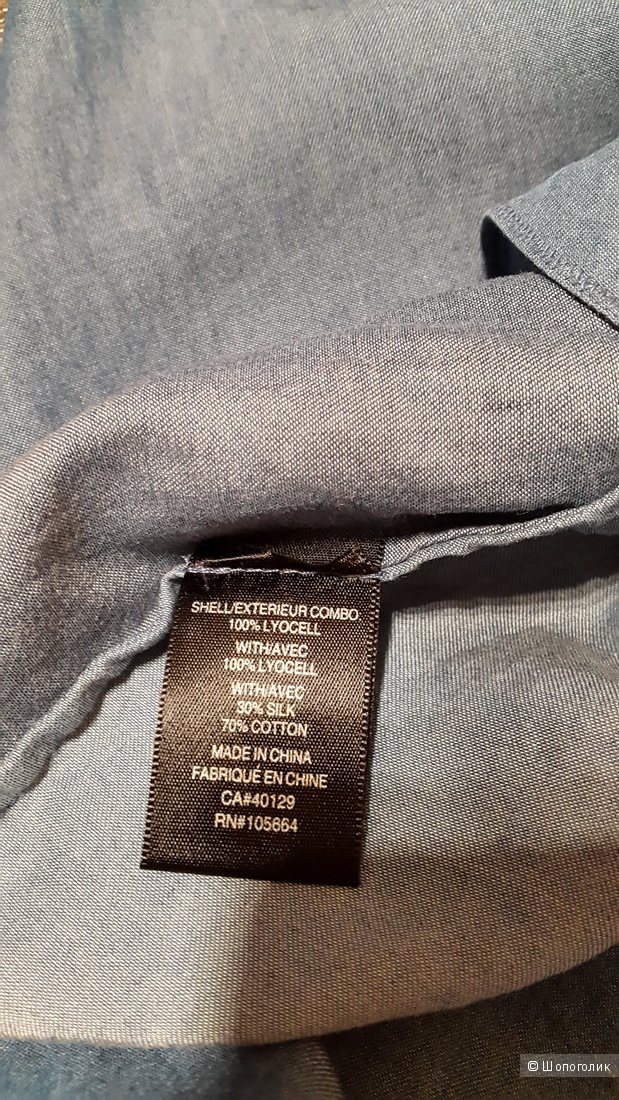 SHELL/EXTERIEUR COMBO
100% LYOCELL
WITH/AVEC
100% LYOCELL
WITH/AVEC
30% SILK
70% COTTON
MADE IN CHINA
FABRIQUÉ EN CHINE
CA#40129
RN#105664
© Шопоголик